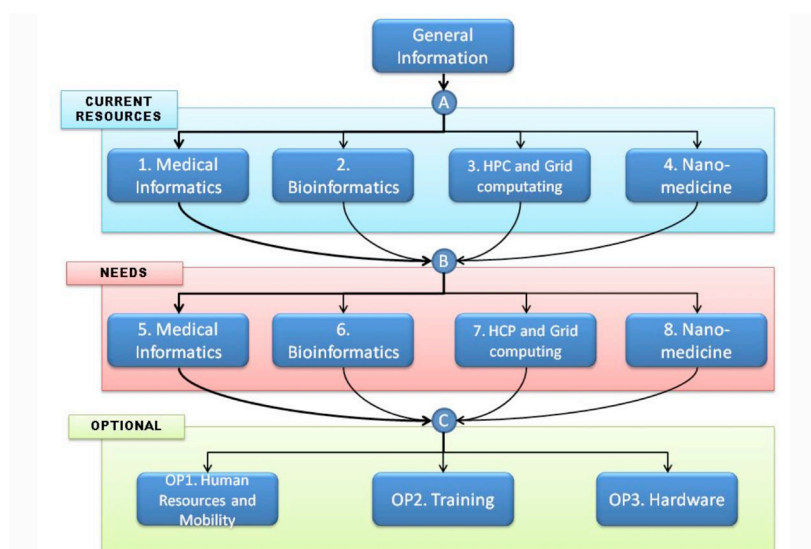 General
Information
A
CURRENT
RESOURCES
1. Medical
Informatics
2.
Bioinformatics
3. HPC and Grid
computating
4. Nano-
medicine
B
NEEDS
5. Medical
Informatics
6.
Bioinformatics
7. HCP and Grid
computing
8. Nano-
medicine
C
OPTIONAL
OP1. Human
Resources and
Mobility
OP2. Training
OP3. Hardware